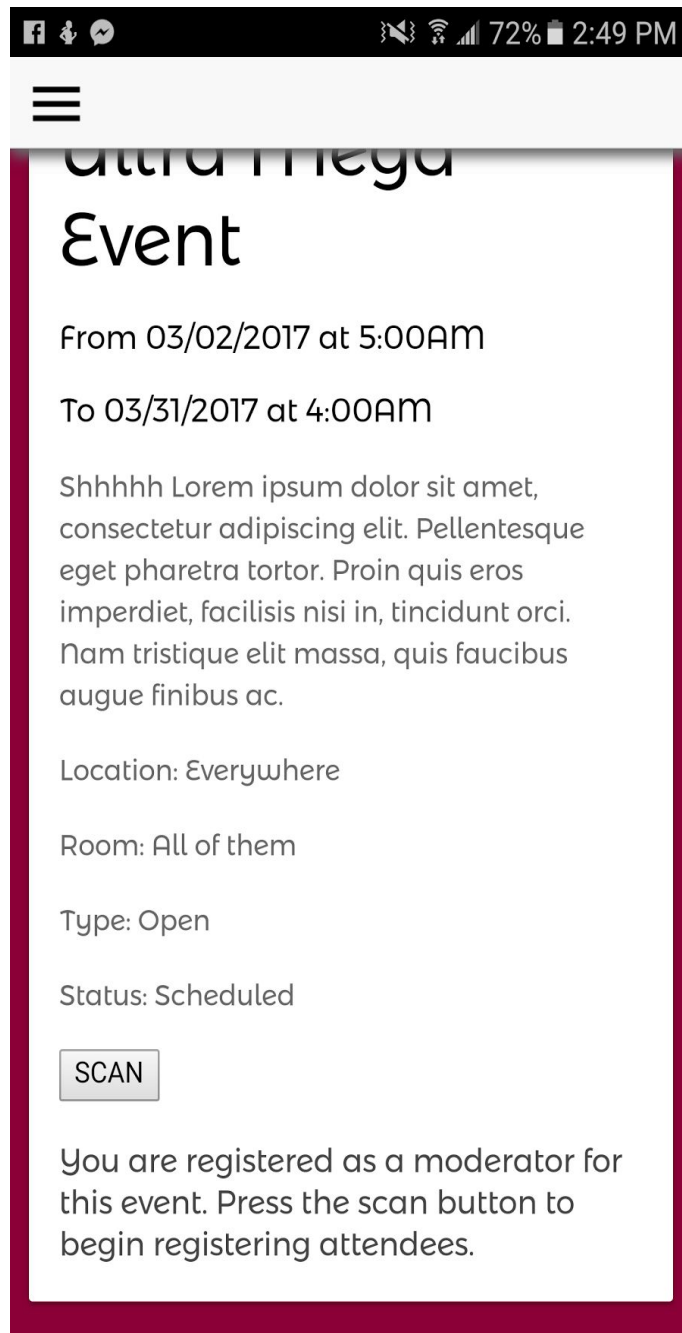 72% 2:49 PM
Ultra Mega
Event
From 03/02/2017 at 5:00AM
To 03/31/2017 at 4:00AM
Shhhhh Lorem ipsum dolor sit amet,
consectetur adipiscing elit. Pellentesque
eget pharetra tortor. Proin quis eros
imperdiet, facilisis nisi in, tincidunt orci.
Nam tristique elit massa, quis faucibus
augue finibus ac.
Location: Everywhere
Room: All of them
Type: Open
Status: Scheduled
SCAN
You are registered as a moderator for
this event. Press the scan button to
begin registering attendees.